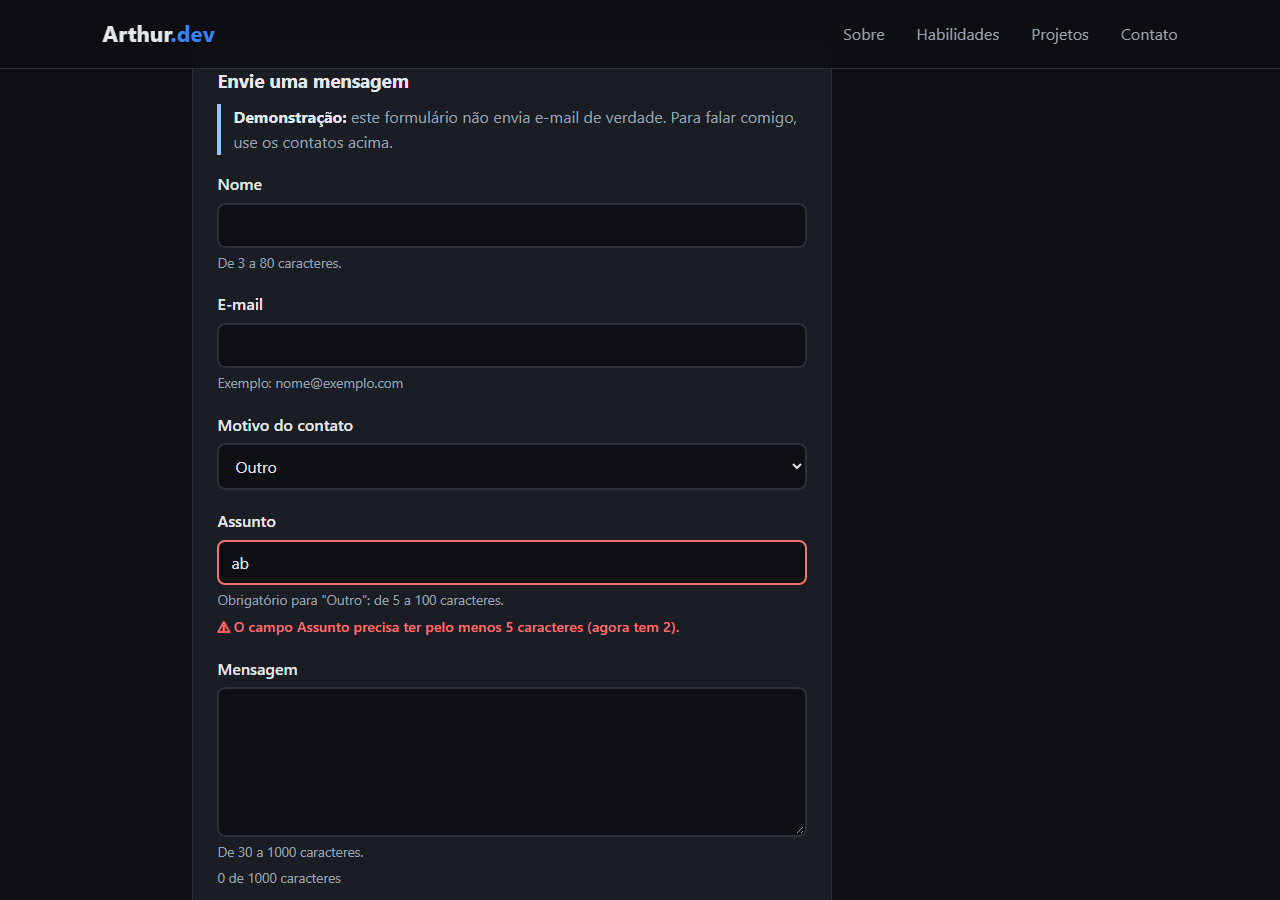 Arthur.dev
Sobre Habilidades Projetos Contato
Envie uma mensagem
Demonstração: este formulário não envia e-mail de verdade. Para falar comigo,
use os contatos acima.
Nome
De 3 a 80 caracteres.
E-mail
Exemplo: nome@exemplo.com
Motivo do contato
Outro
Assunto
ab
Obrigatório para "Outro": de 5 a 100 caracteres.
⚠ O campo Assunto precisa ter pelo menos 5 caracteres (agora tem 2).
Mensagem
De 30 a 1000 caracteres.
0 de 1000 caracteres